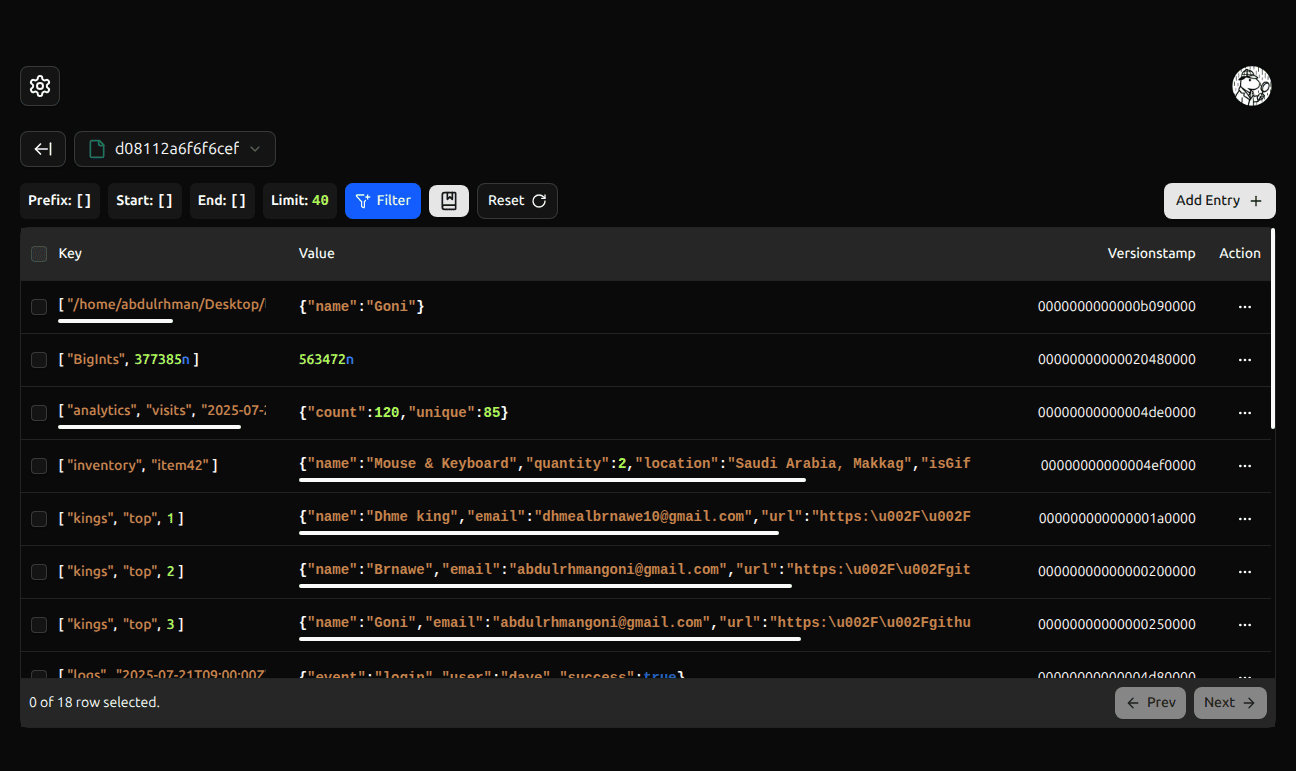 d08112a6f6f6cef
Prefix: [] Start: [] End: [] Limit: 40 Filter Reset Add Entry
Key Value Versionstamp Action
[ "/home/abdulrhman/Desktop/ {"name":"Goni"} 0000000000000b090000
[ "BigInts", 377385n ] 563472n 00000000000020480000
[ "analytics", "visits", "2025-07- {"count":120,"unique":85} 0000000000004de0000
[ "inventory", "item42" ] {"name":"Mouse & Keyboard","quantity":2,"location":"Saudi Arabia, Makkag","isGif 00000000000004ef0000
[ "kings", "top", 1 ] {"name":"Dhme king","email":"dhmealbrnawe10@gmail.com","url":"https:\u002F\u002F 000000000000001a0000
[ "kings", "top", 2 ] {"name":"Brnawe","email":"abdulrhmangoni@gmail.com","url":"https:\u002F\u002Fgit 00000000000000200000
[ "kings", "top", 3 ] {"name":"Goni","email":"abdulrhmangoni@gmail.com","url":"https:\u002F\u002Fgithu 00000000000000250000
[ "logs", "2025-07-21T09:00:00Z" {"event":"login","user":"dave","success":true} 00000000000004d80000
0 of 18 row selected. Prev Next